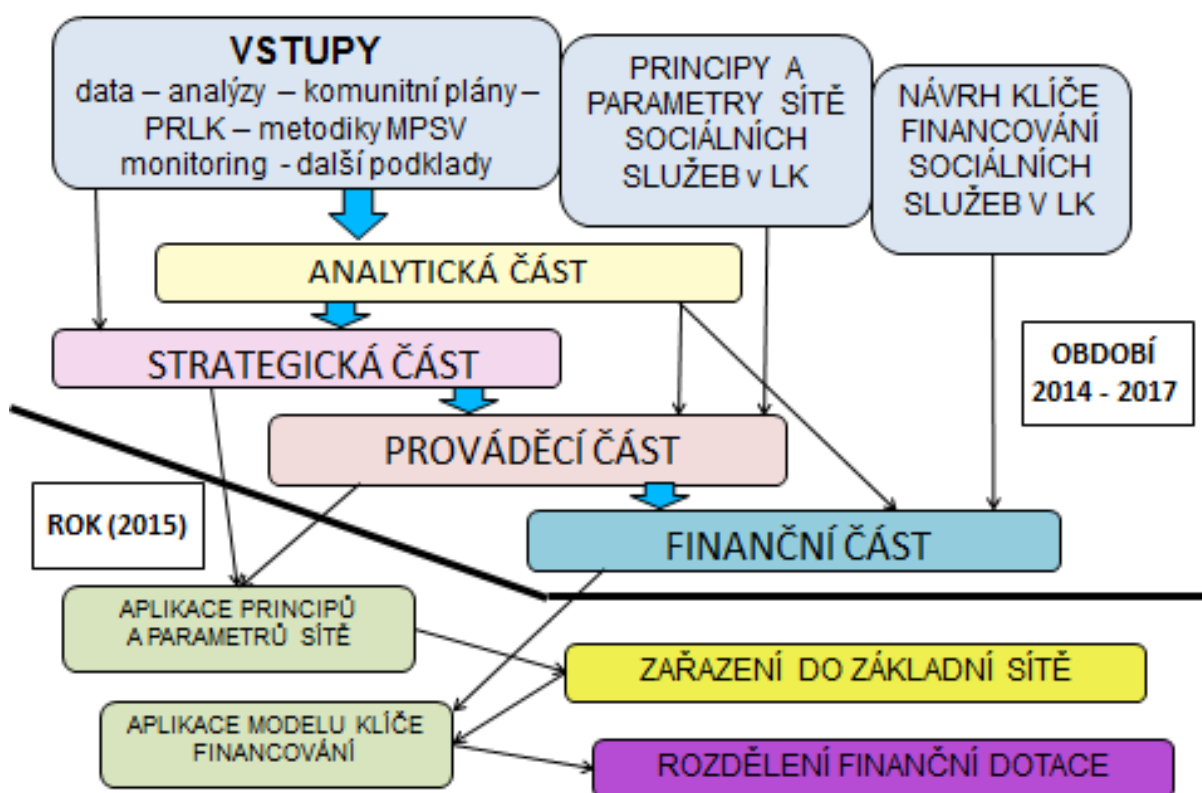 VSTUPY
data – analýzy – komunitní plány –
PRLK – metodiky MPSV
monitoring - další podklady
PRINCIPY A
PARAMETRY SÍTĚ
SOCIÁLNÍCH
SLUŽEB v LK
NÁVRH KLÍČE
FINANCOVÁNÍ
SOCIÁLNÍCH
SLUŽEB V LK
ANALYTICKÁ ČÁST
STRATEGICKÁ ČÁST
OBDOBÍ
2014 - 2017
PROVÁDĚCÍ ČÁST
ROK (2015)
FINANČNÍ ČÁST
APLIKACE PRINCIPŮ
A PARAMETRŮ SÍTĚ
ZAŘAZENÍ DO ZÁKLADNÍ SÍTĚ
APLIKACE MODELU KLÍČE
FINANCOVÁNÍ
ROZDĚLENÍ FINANČNÍ DOTACE